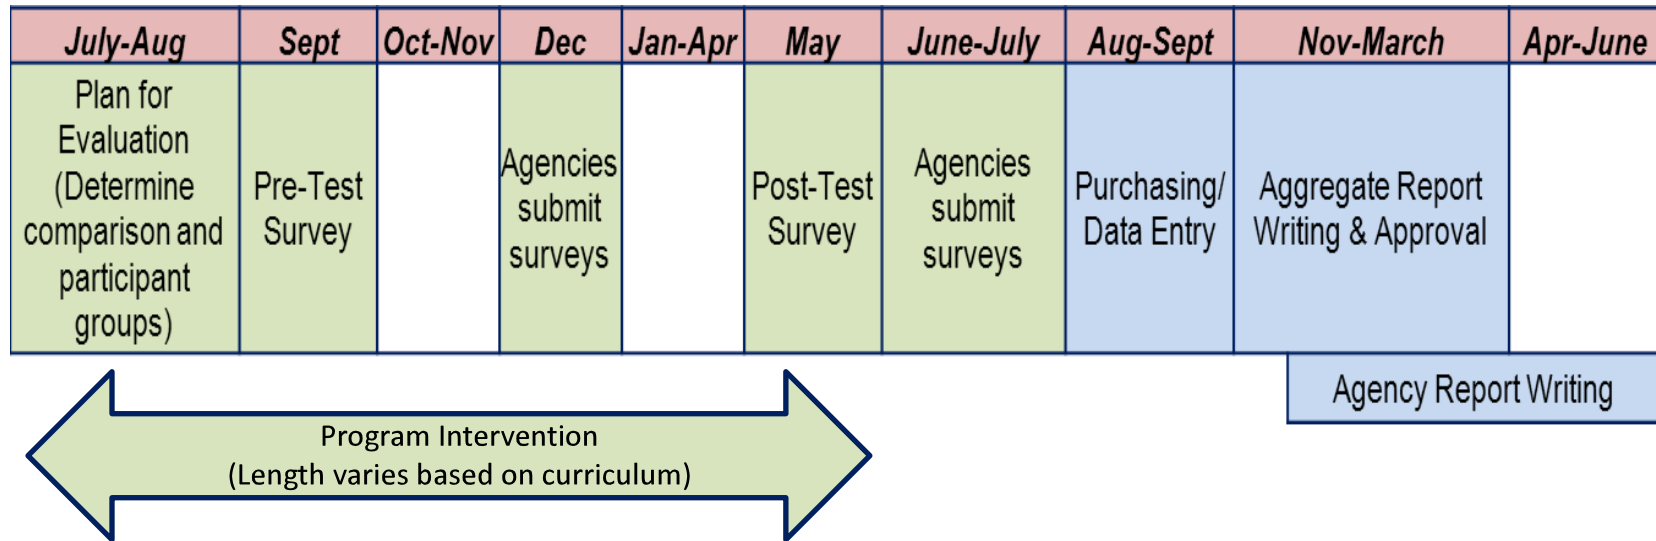 July-Aug Sept Oct-Nov Dec Jan-Apr May June-July Aug-Sept Nov-March Apr-June
Plan for
Evaluation
(Determine
comparison and
participant
groups)
Pre-Test
Survey
Agencies
submit
surveys
Post-Test
Survey
Agencies
submit
surveys
Purchasing/
Data Entry
Aggregate Report
Writing & Approval
Agency Report Writing
Program Intervention
(Length varies based on curriculum)